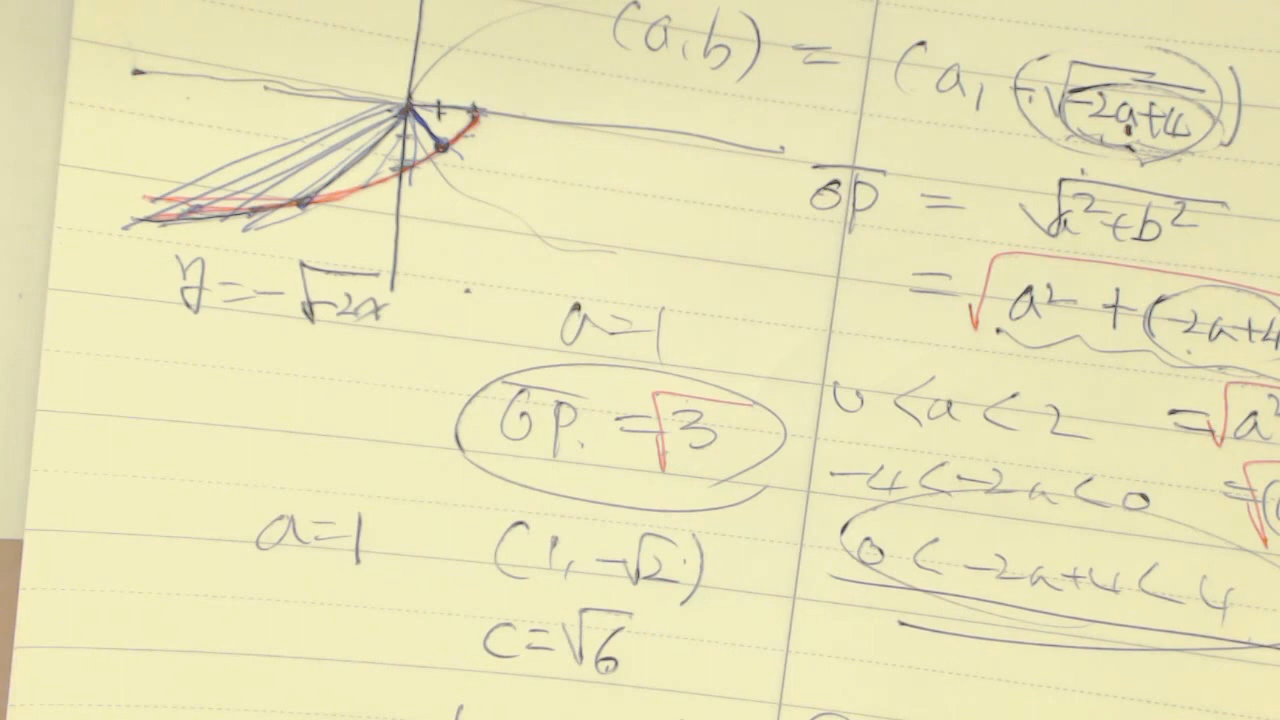 (a,b) = (a, -√-2a+4)
OP = √a²+b²
= √a² + (-2a+4
y=-√-2x
a=1
OP. = √3
0<a<2 = √a²
-4<-2a<0 = √(
a=1 (1, -√2)
0<-2a+4<4
c=√6